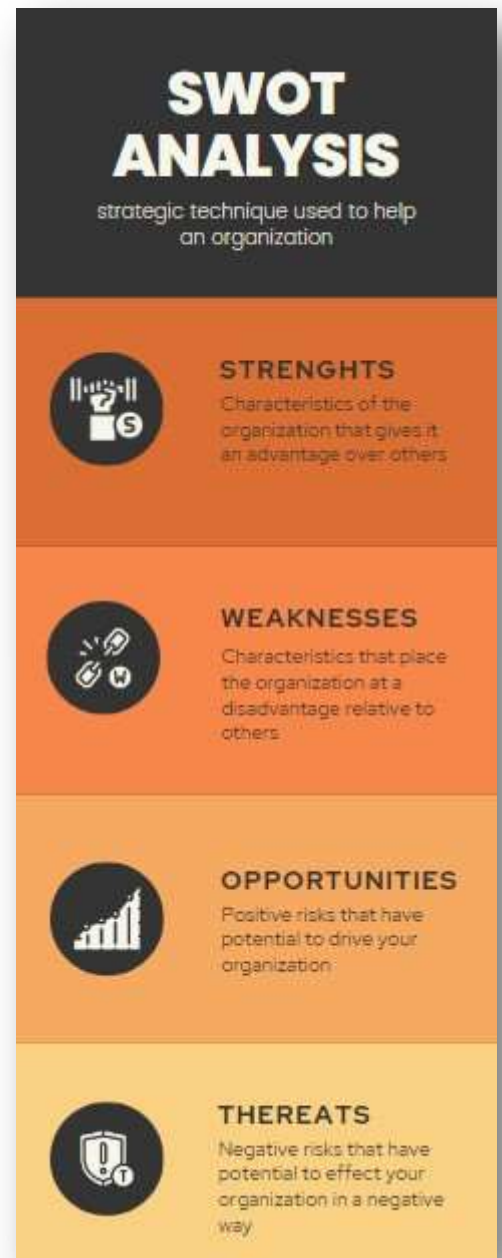 SWOT
ANALYSIS
strategic technique used to help
an organization
STRENGHTS
Characteristics of the
organization that gives it
an advantage over others
S
WEAKNESSES
Characteristics that place
the organization at a
disadvantage relative to
others
W
OPPORTUNITIES
Positive risks that have
potential to drive your
organization
THEREATS
Negative risks that have
potential to effect your
organization in a negative
way
T